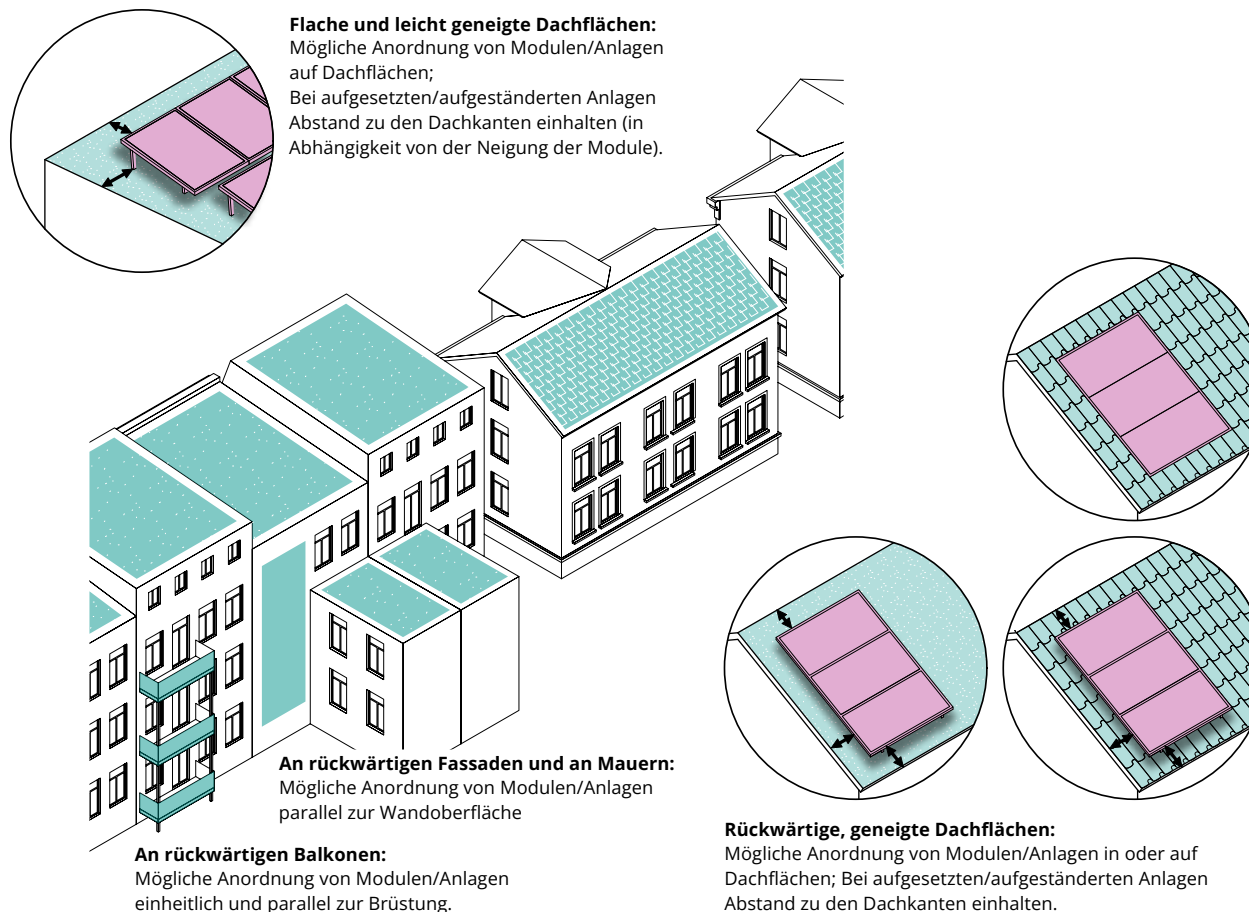 Flache und leicht geneigte Dachflächen:
Mögliche Anordnung von Modulen/Anlagen
auf Dachflächen;
Bei aufgesetzten/aufgeständerten Anlagen
Abstand zu den Dachkanten einhalten (in
Abhängigkeit von der Neigung der Module).
An rückwärtigen Fassaden und an Mauern:
Mögliche Anordnung von Modulen/Anlagen
parallel zur Wandoberfläche
An rückwärtigen Balkonen:
Mögliche Anordnung von Modulen/Anlagen
einheitlich und parallel zur Brüstung.
Rückwärtige, geneigte Dachflächen:
Mögliche Anordnung von Modulen/Anlagen in oder auf
Dachflächen; Bei aufgesetzten/aufgeständerten Anlagen
Abstand zu den Dachkanten einhalten.